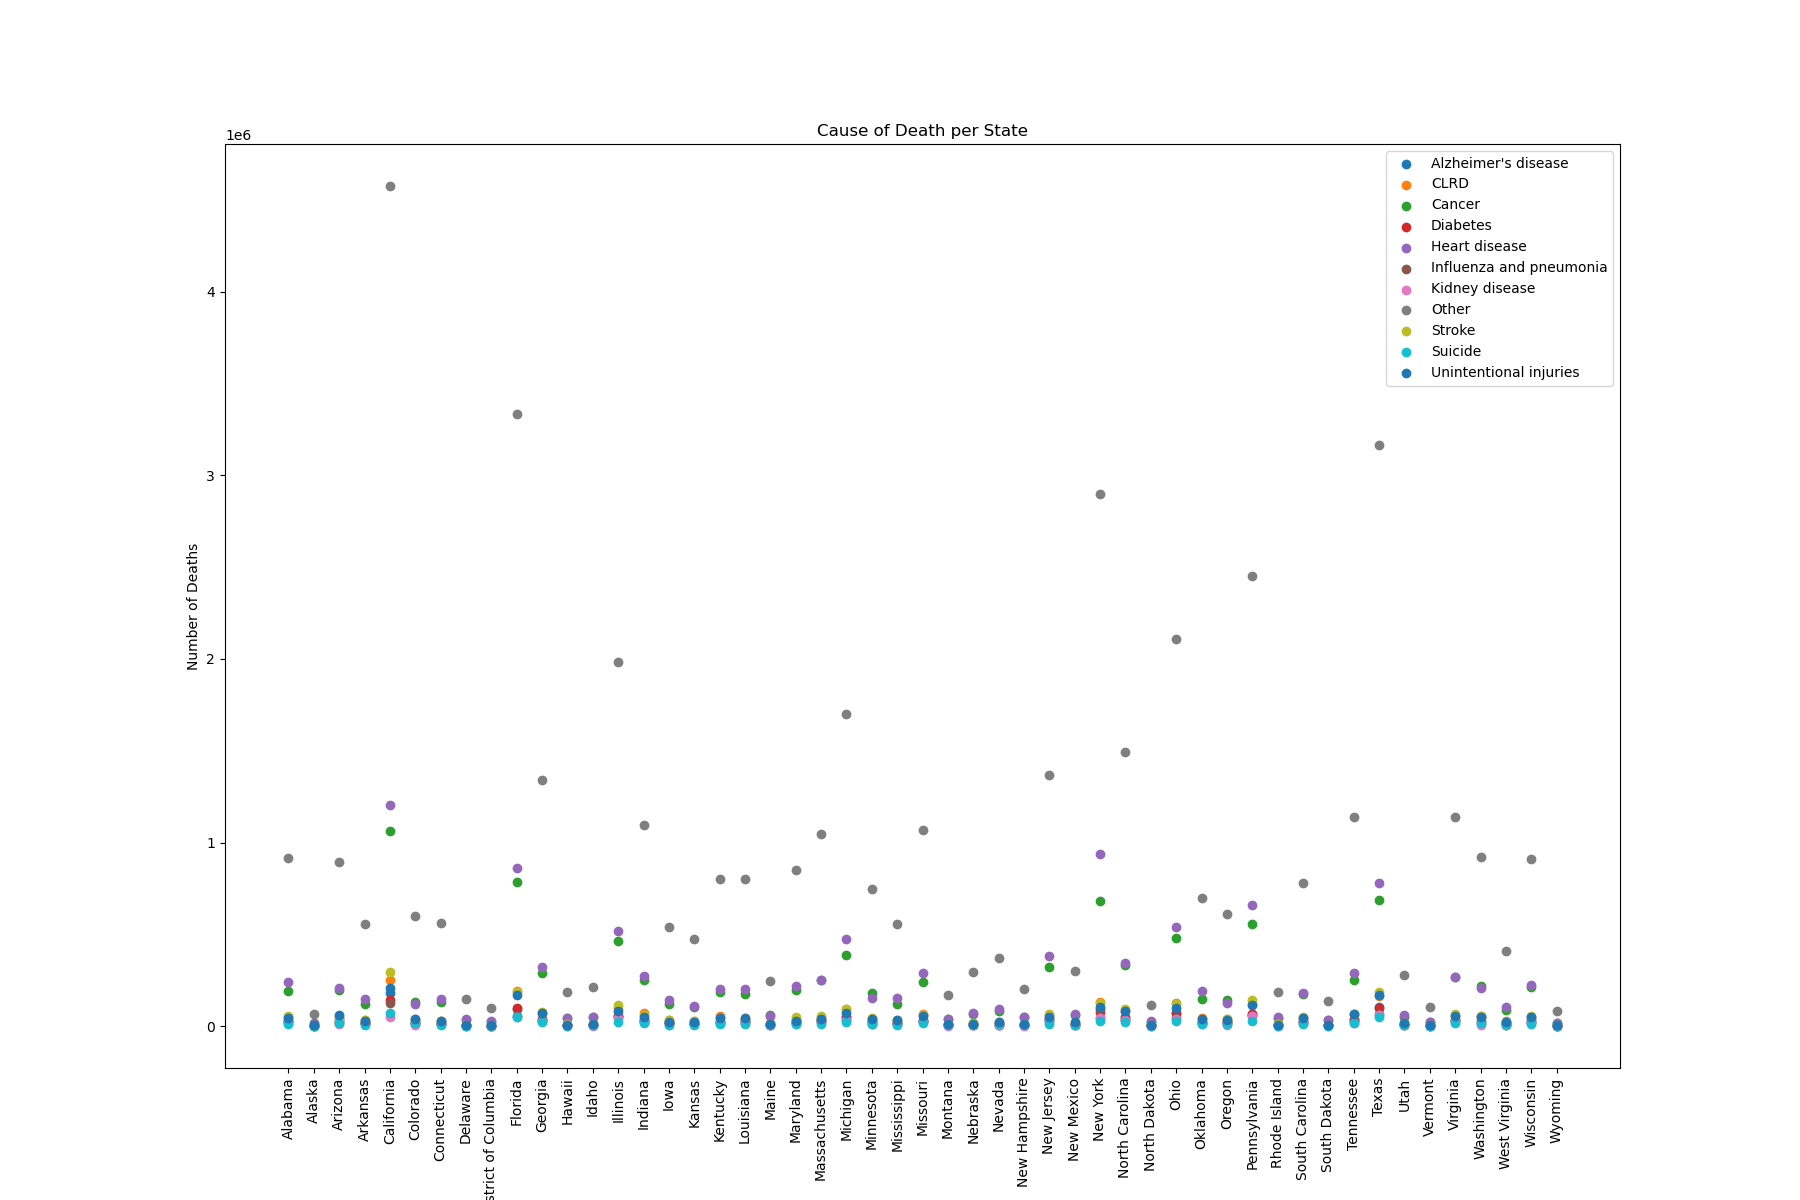 Cause of Death per State
1e6
Number of Deaths
4
3
2
1
0
Alzheimer's disease
CLRD
Cancer
Diabetes
Heart disease
Influenza and pneumonia
Kidney disease
Other
Stroke
Suicide
Unintentional injuries
Alabama
Alaska
Arizona
Arkansas
California
Colorado
Connecticut
Delaware
strict of Columbia
Florida
Georgia
Hawaii
Idaho
Illinois
Indiana
Iowa
Kansas
Kentucky
Louisiana
Maine
Maryland
Massachusetts
Michigan
Minnesota
Mississippi
Missouri
Montana
Nebraska
Nevada
New Hampshire
New Jersey
New Mexico
New York
North Carolina
North Dakota
Ohio
Oklahoma
Oregon
Pennsylvania
Rhode Island
South Carolina
South Dakota
Tennessee
Texas
Utah
Vermont
Virginia
Washington
West Virginia
Wisconsin
Wyoming